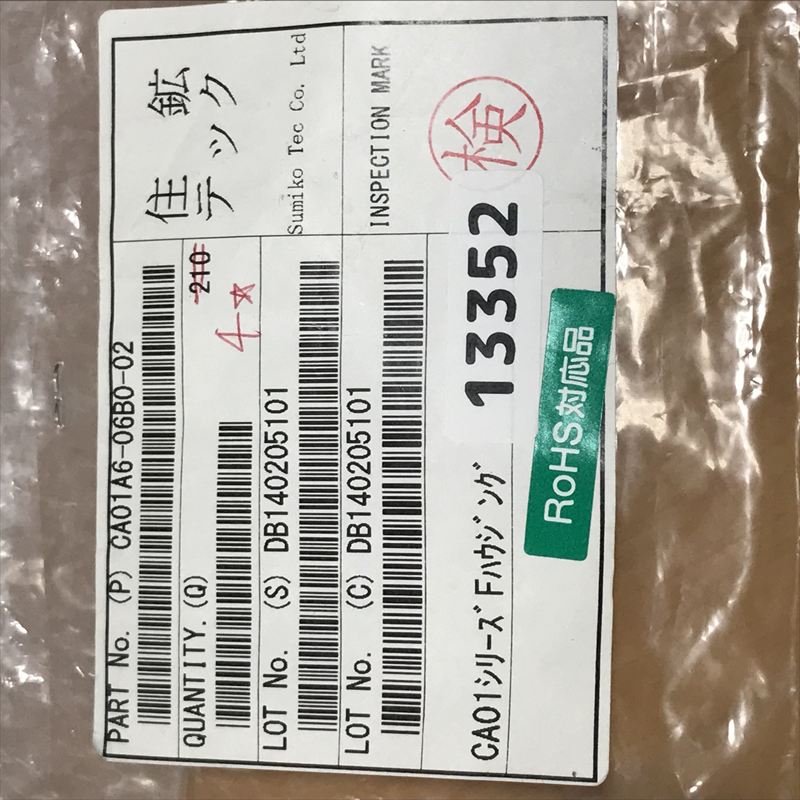 PART No. (P) CA01A6-06B0-02
住鉱
テック
QUANTITY. (Q)
210
Sumiko Tec Co. Ltd
LOT No. (S) DB140205101
INSPECTION MARK
LOT No. (C) DB140205101
検
13352
CA01シリーズFハウジング
RoHS対応品